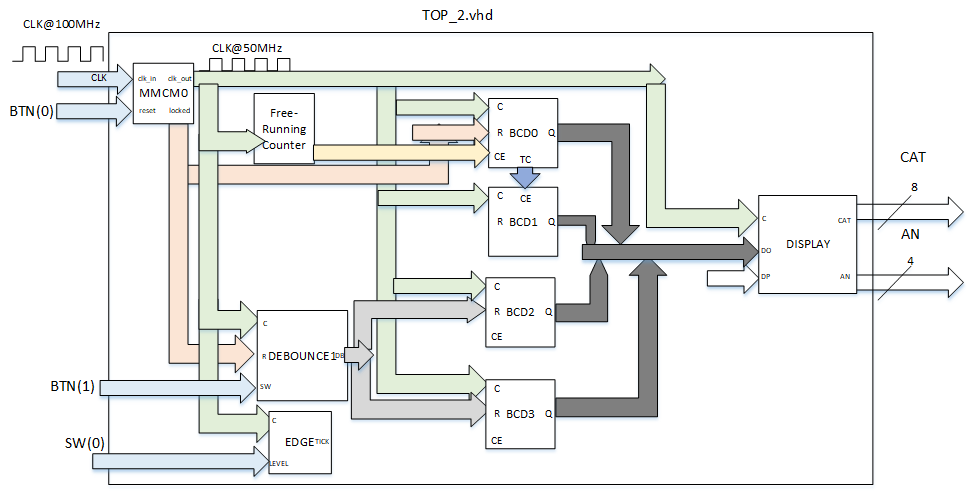 TOP_2.vhd
CLK@100MHz
CLK@50MHz
CLK
clk_in
clk_out
MMCM0
reset
locked
BTN(0)
Free-
Running
Counter
C
R
BCD0
Q
CE
TC
C
CE
R
BCD1
Q
CAT
8
C
CAT
AN
DISPLAY
DO
DP
AN
4
C
R
BCD2
Q
CE
C
R
DEBOUNCE1
DB
SW
BTN(1)
C
R
BCD3
Q
CE
C
EDGE
TICK
LEVEL
SW(0)